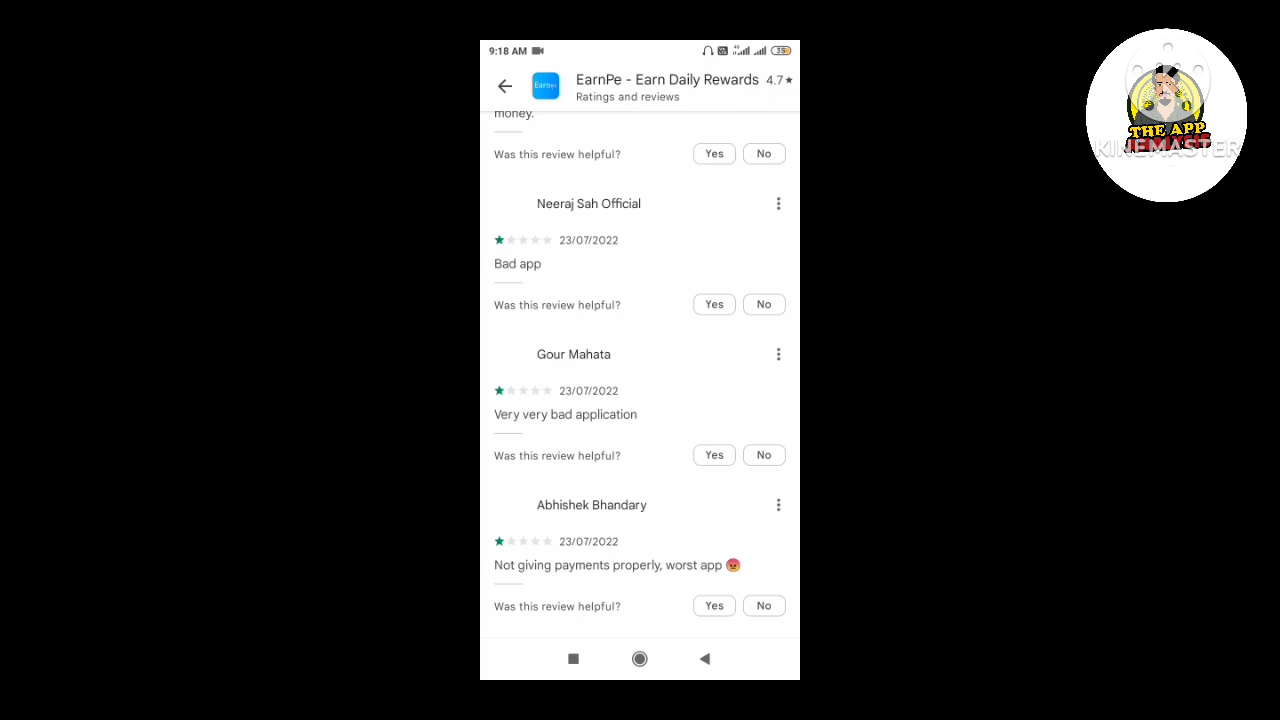 9:18 AM
4G
35
Earnpe
EarnPe - Earn Daily Rewards 4.7★
Ratings and reviews
money.
Was this review helpful? Yes No
Neeraj Sah Official
23/07/2022
Bad app
Was this review helpful? Yes No
Gour Mahata
23/07/2022
Very very bad application
Was this review helpful? Yes No
Abhishek Bhandary
23/07/2022
Not giving payments properly, worst app 😡
Was this review helpful? Yes No
THE APP
KINEMASTER